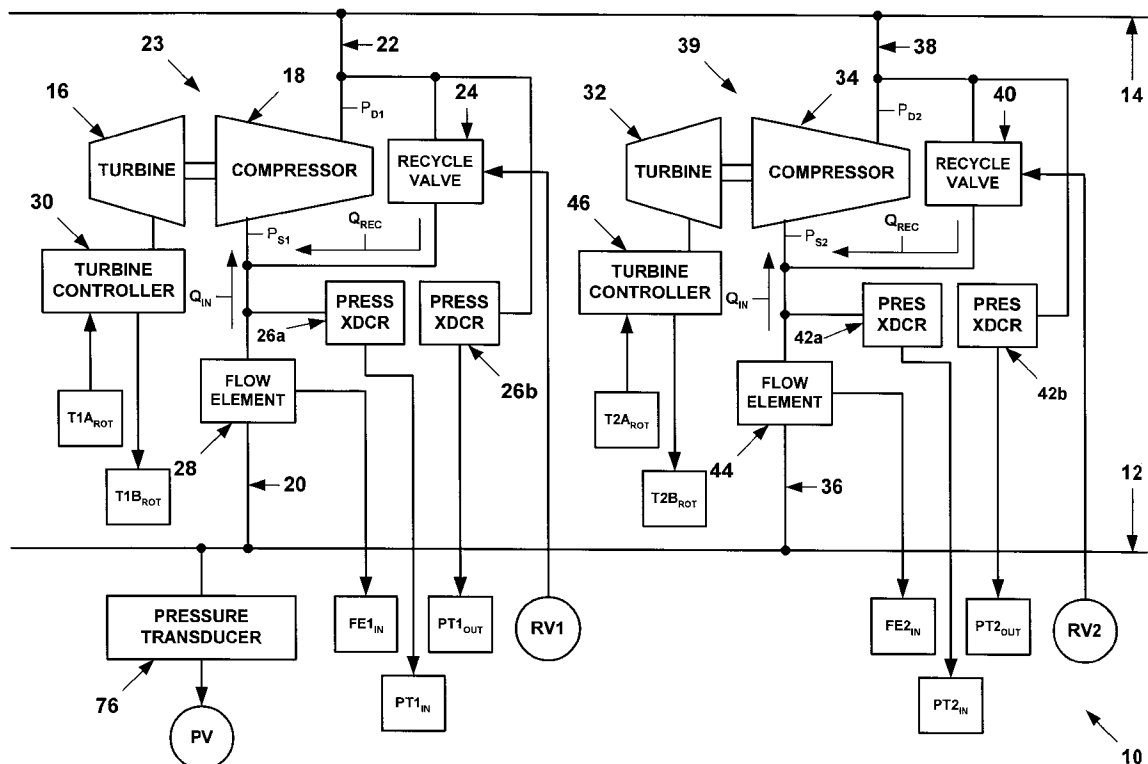 22
38
23
18
39
34
14
16
24
32
40
P_D1
P_D2
TURBINE
COMPRESSOR
RECYCLE
VALVE
TURBINE
COMPRESSOR
RECYCLE
VALVE
30
46
Q_REC
Q_REC
P_S1
P_S2
TURBINE
CONTROLLER
TURBINE
CONTROLLER
Q_IN
Q_IN
PRESS
XDCR
PRESS
XDCR
PRES
XDCR
PRES
XDCR
26a
26b
42a
42b
FLOW
ELEMENT
FLOW
ELEMENT
T1A_ROT
T2A_ROT
28
44
T1B_ROT
T2B_ROT
20
36
12
PRESSURE
TRANSDUCER
FE1_IN
PT1_OUT
RV1
FE2_IN
PT2_OUT
RV2
76
PT1_IN
PT2_IN
PV
10